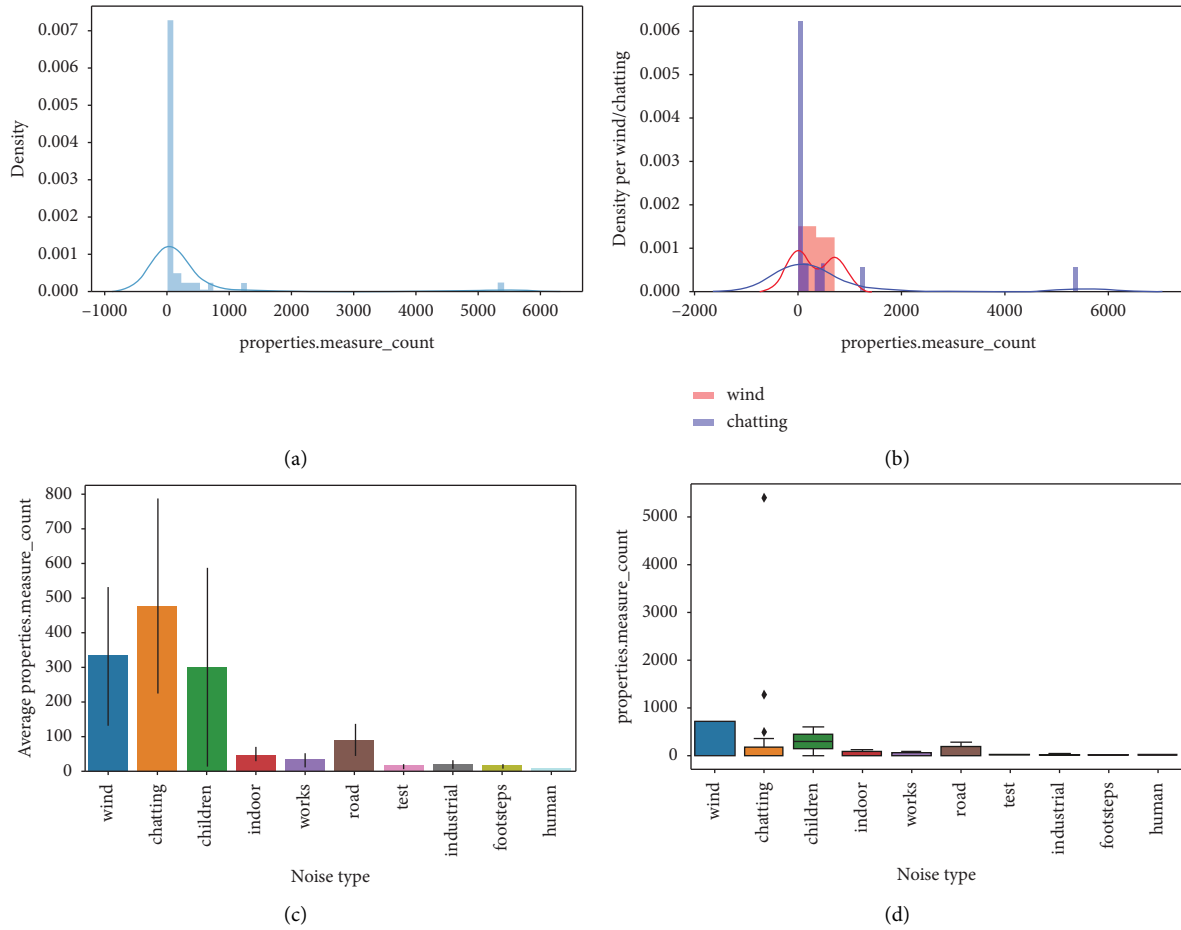 0.007
0.006
0.005
0.004
0.003
0.002
0.001
0.000
Density
−1000 0 1000 2000 3000 4000 5000 6000
properties.measure_count
(a)
0.006
0.005
0.004
0.003
0.002
0.001
0.000
Density per wind/chatting
−2000 0 2000 4000 6000
properties.measure_count
wind
chatting
(b)
800
700
600
500
400
300
200
100
0
Average properties.measure_count
wind chatting children indoor works road test industrial footsteps human
Noise type
(c)
5000
4000
3000
2000
1000
0
properties.measure_count
wind chatting children indoor works road test industrial footsteps human
Noise type
(d)